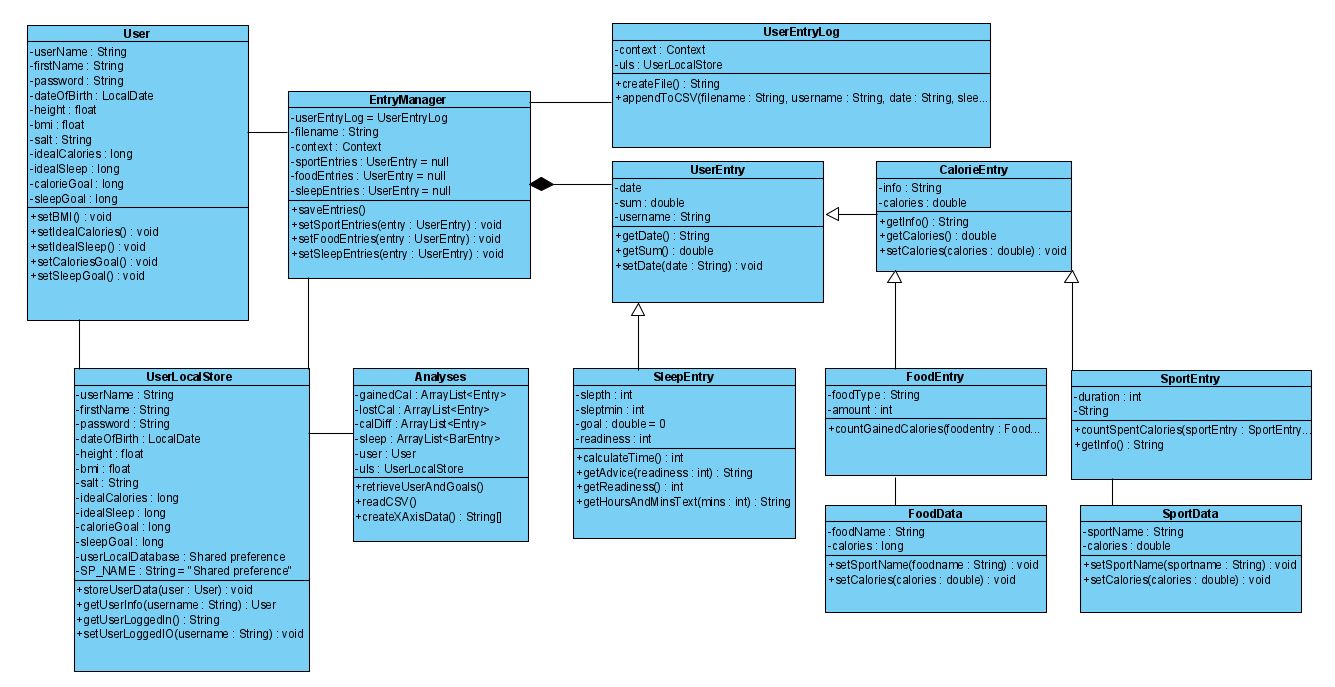 User
-userName : String
-firstName : String
-password : String
-dateOfBirth : LocalDate
-height : float
-bmi : float
-salt : String
-idealCalories : long
-idealSleep : long
-calorieGoal : long
-sleepGoal : long
+setBMI() : void
+setIdealCalories() : void
+setIdealSleep() : void
+setCaloriesGoal() : void
+setSleepGoal() : void
EntryManager
-userEntryLog = UserEntryLog
-filename : String
-context : Context
-sportEntries : UserEntry = null
-foodEntries : UserEntry = null
-sleepEntries : UserEntry = null
+saveEntries()
+setSportEntries(entry : UserEntry) : void
+setFoodEntries(entry : UserEntry) : void
+setSleepEntries(entry : UserEntry) : void
UserEntryLog
-context : Context
-uls : UserLocalStore
+createFile() : String
+appendToCSV(filename : String, username : String, date : String, slee...
UserEntry
-date
-sum : double
-username : String
+getDate() : String
+getSum() : double
+setDate(date : String) : void
CalorieEntry
-info : String
-calories : double
+getInfo() : String
+getCalories() : double
+setCalories(calories : double) : void
UserLocalStore
-userName : String
-firstName : String
-password : String
-dateOfBirth : LocalDate
-height : float
-bmi : float
-salt : String
-idealCalories : long
-idealSleep : long
-calorieGoal : long
-sleepGoal : long
-userLocalDatabase : Shared preference
-SP_NAME : String = "Shared preference"
+storeUserData(user : User) : void
+getUserInfo(username : String) : User
+getUserLoggedIn() : String
+setUserLoggedIO(username : String) : void
Analyses
-gainedCal : ArrayList<Entry>
-lostCal : ArrayList<Entry>
-calDiff : ArrayList<Entry>
-sleep : ArrayList<BarEntry>
-user : User
-uls : UserLocalStore
+retrieveUserAndGoals()
+readCSV()
+createXAxisData() : String[]
SleepEntry
-slepth : int
-sleptmin : int
-goal : double = 0
-readiness : int
+calculateTime() : int
+getAdvice(readiness : int) : String
+getReadiness() : int
+getHoursAndMinsText(mins : int) : String
FoodEntry
-foodType : String
-amount : int
+countGainedCalories(foodentry : Food...
SportEntry
-duration : int
-String
+countSpentCalories(sportEntry : SportEntry...
+getInfo() : String
FoodData
-foodName : String
-calories : long
+setSportName(foodname : String) : void
+setCalories(calories : double) : void
SportData
-sportName : String
-calories : double
+setSportName(sportname : String) : void
+setCalories(calories : double) : void